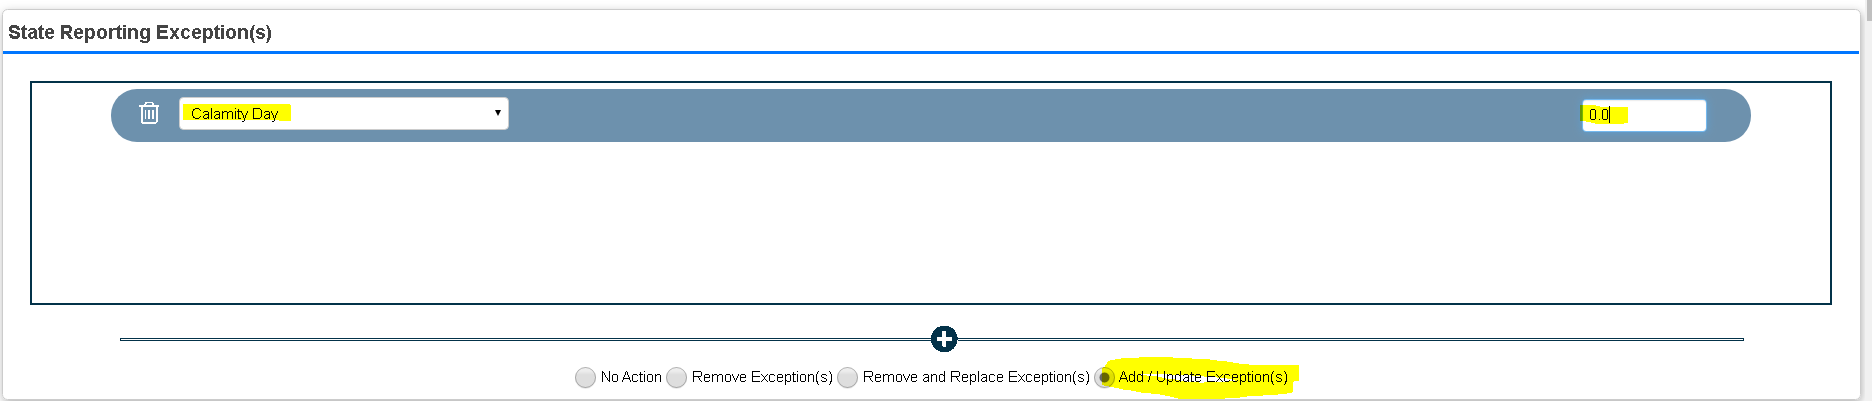 State Reporting Exception(s)
Calamity Day 0.0
No Action Remove Exception(s) Remove and Replace Exception(s) Add / Update Exception(s)